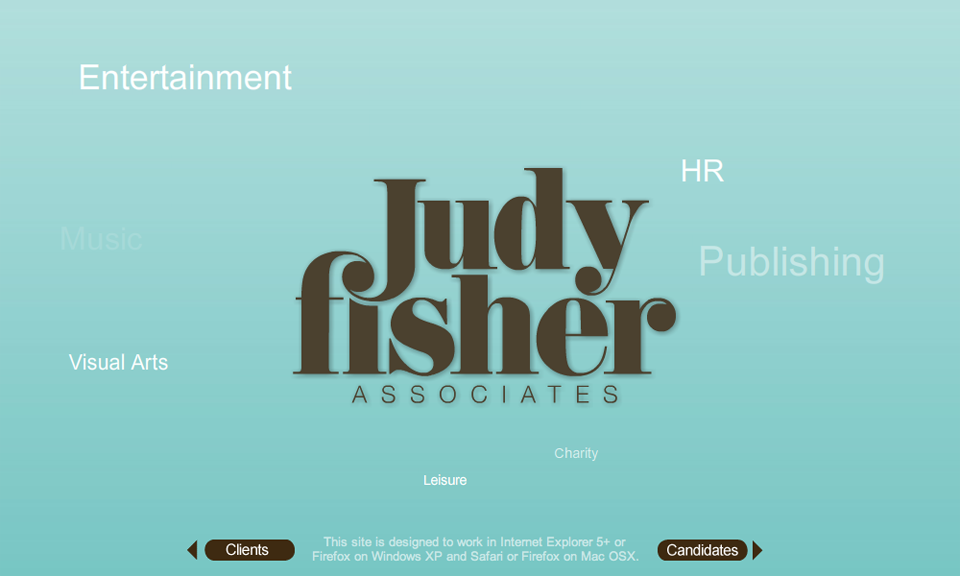 Entertainment
HR
Music
Publishing
Judy
fisher
ASSOCIATES
Visual Arts
Charity
Leisure
Clients
This site is designed to work in Internet Explorer 5+ or
Firefox on Windows XP and Safari or Firefox on Mac OSX.
Candidates